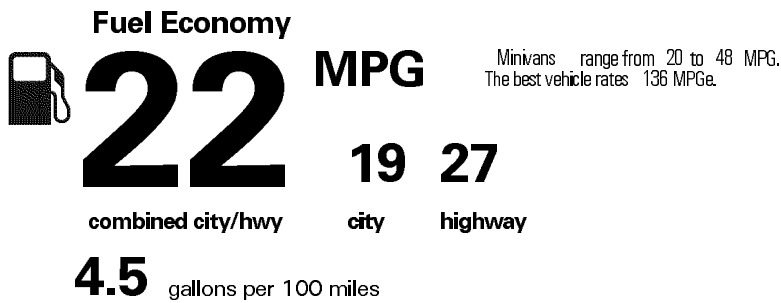 Fuel Economy
22 MPG
Minivans range from 20 to 48 MPG.
The best vehicle rates 136 MPGe.
19 27
combined city/hwy city highway
4.5 gallons per 100 miles